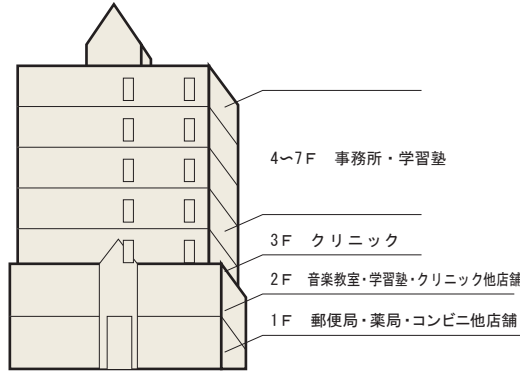 4〜7F　事務所・学習塾
3F　クリニック
2F　音楽教室・学習塾・クリニック他店舗
1F　郵便局・薬局・コンビニ他店舗